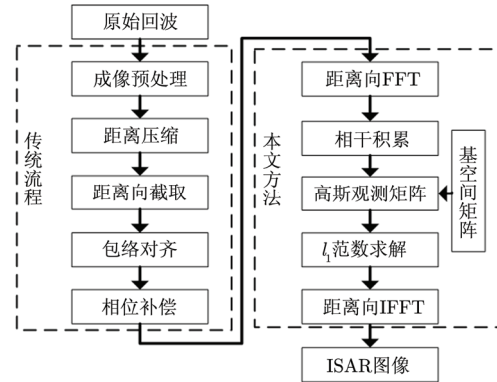 原始回波
传统流程
成像预处理
距离压缩
距离向截取
包络对齐
相位补偿
本文方法
距离向FFT
相干积累
高斯观测矩阵
基空间矩阵
l₁范数求解
距离向IFFT
ISAR图像